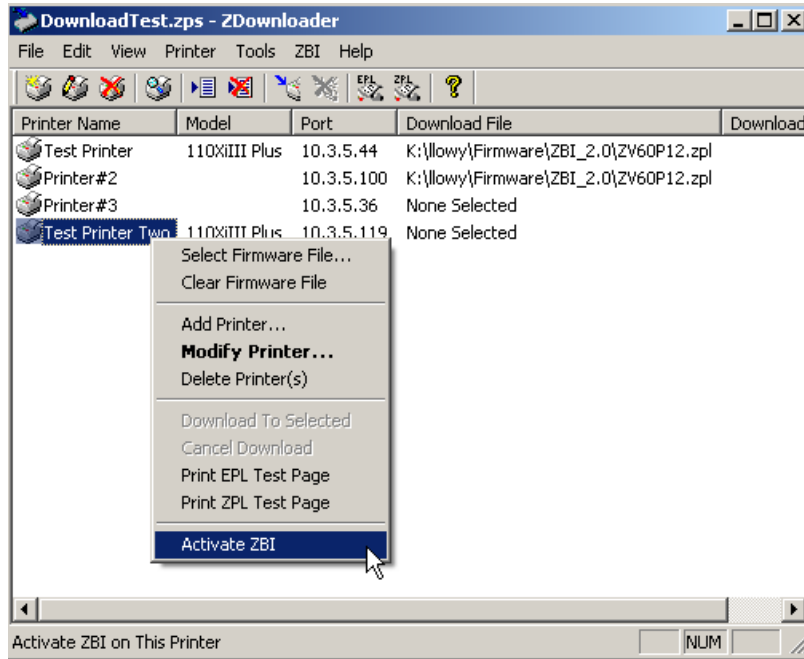 DownloadTest.zps - ZDownloader
File Edit View Printer Tools ZBI Help
EPL ZPL
Printer Name Model Port Download File Download
Test Printer 110XiIII Plus 10.3.5.44 K:\llowy\Firmware\ZBI_2.0\ZV60P12.zpl
Printer#2 10.3.5.100 K:\llowy\Firmware\ZBI_2.0\ZV60P12.zpl
Printer#3 10.3.5.36 None Selected
Test Printer Two 110XiIII Plus 10.3.5.119 None Selected
Select Firmware File...
Clear Firmware File
Add Printer...
Modify Printer...
Delete Printer(s)
Download To Selected
Cancel Download
Print EPL Test Page
Print ZPL Test Page
Activate ZBI
Activate ZBI on This Printer NUM